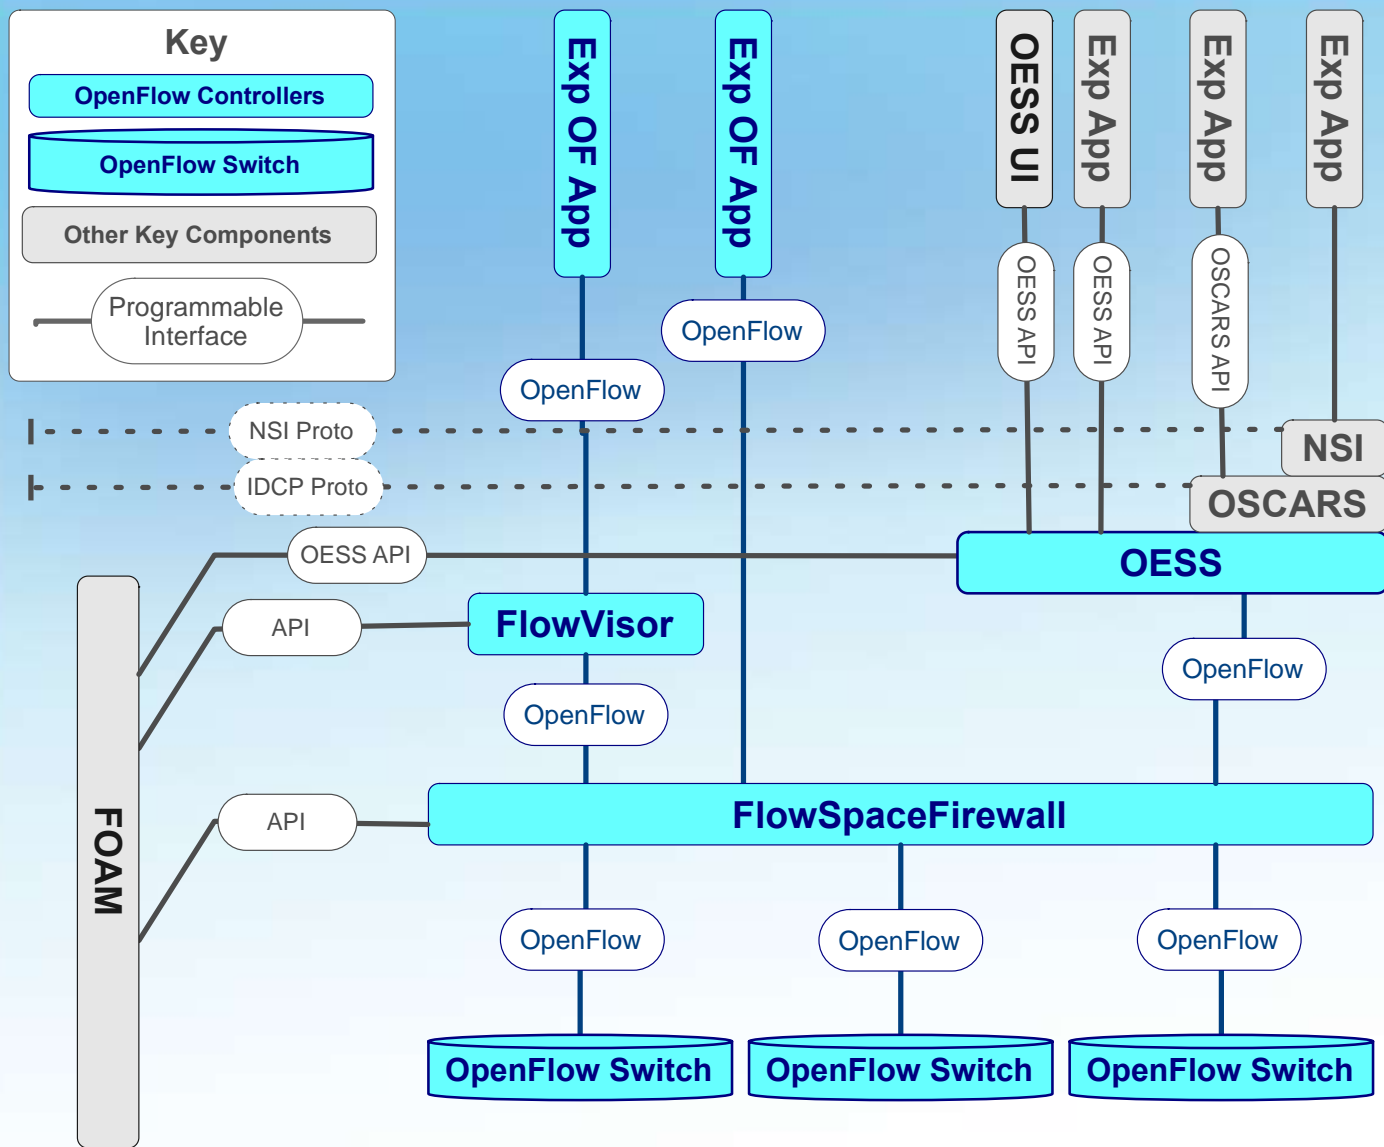 Key
OpenFlow Controllers
OpenFlow Switch
Other Key Components
Programmable
Interface
Exp OF App
Exp OF App
OESS UI
Exp App
Exp App
Exp App
OpenFlow
OpenFlow
OESS API
OESS API
OSCARS API
NSI Proto
NSI
IDCP Proto
OSCARS
OESS API
OESS
API
FlowVisor
OpenFlow
OpenFlow
FOAM
API
FlowSpaceFirewall
OpenFlow
OpenFlow
OpenFlow
OpenFlow Switch
OpenFlow Switch
OpenFlow Switch